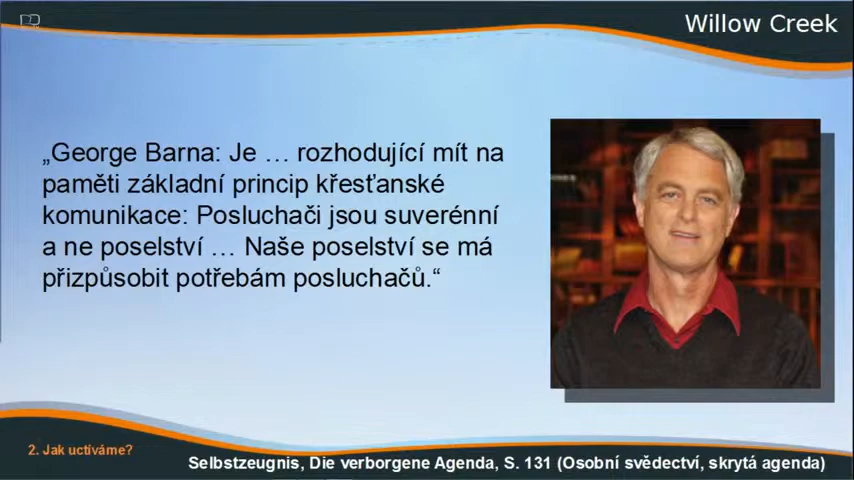 Willow Creek
„George Barna: Je … rozhodující mít na
paměti základní princip křesťanské
komunikace: Posluchači jsou suverénní
a ne poselství … Naše poselství se má
přizpůsobit potřebám posluchačů.“
2. Jak uctíváme?
Selbstzeugnis, Die verborgene Agenda, S. 131 (Osobní svědectví, skrytá agenda)